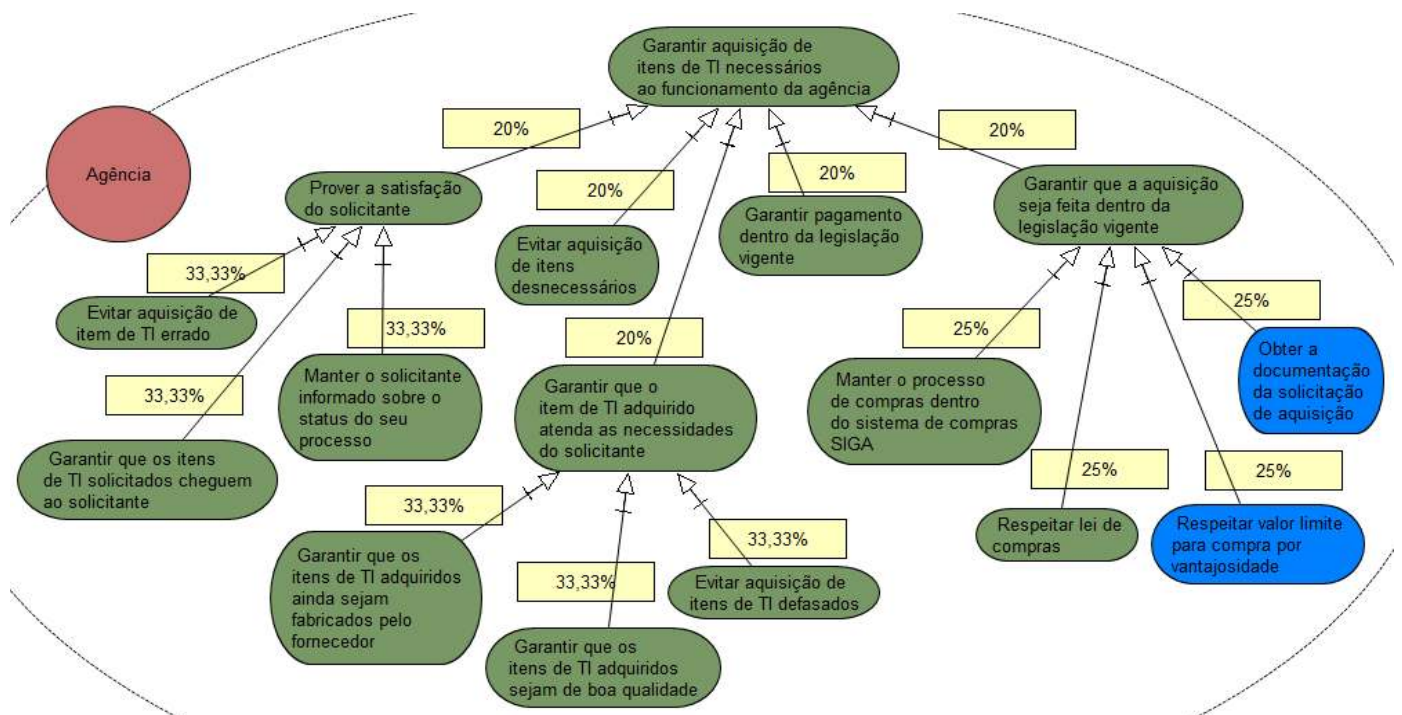 Garantir aquisição de
itens de TI necessários
ao funcionamento da agência
20%
20%
Agência
Prover a satisfação
do solicitante
20%
20%
Garantir que a aquisição
seja feita dentro da
legislação vigente
Garantir pagamento
dentro da legislação
vigente
Evitar aquisição
de itens
desnecessários
33,33%
Evitar aquisição de
item de TI errado
33,33%
20%
25%
25%
Obter a
documentação
da solicitação
de aquisição
33,33%
Manter o solicitante
informado sobre o
status do seu
processo
Garantir que o
item de TI adquirido
atenda as necessidades
do solicitante
Manter o processo
de compras dentro
do sistema de compras
SIGA
Garantir que os itens
de TI solicitados cheguem
ao solicitante
25%
25%
33,33%
33,33%
33,33%
Respeitar lei de
compras
Respeitar valor limite
para compra por
vantajosidade
Garantir que os
itens de TI adquiridos
ainda sejam
fabricados pelo
fornecedor
Evitar aquisição de
itens de TI defasados
Garantir que os
itens de TI adquiridos
sejam de boa qualidade